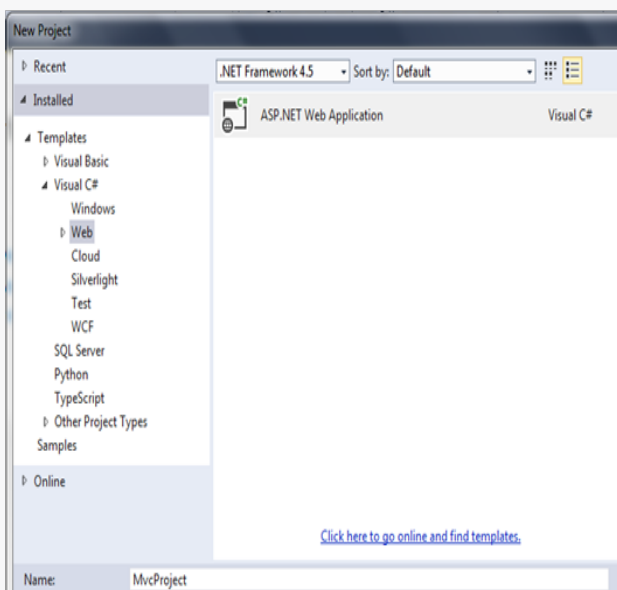 New Project
Recent
.NET Framework 4.5 Sort by: Default
Installed
ASP.NET Web Application Visual C#
Templates
Visual Basic
Visual C#
Windows
Web
Cloud
Silverlight
Test
WCF
SQL Server
Python
TypeScript
Other Project Types
Samples
Online
Click here to go online and find templates.
Name: MvcProject